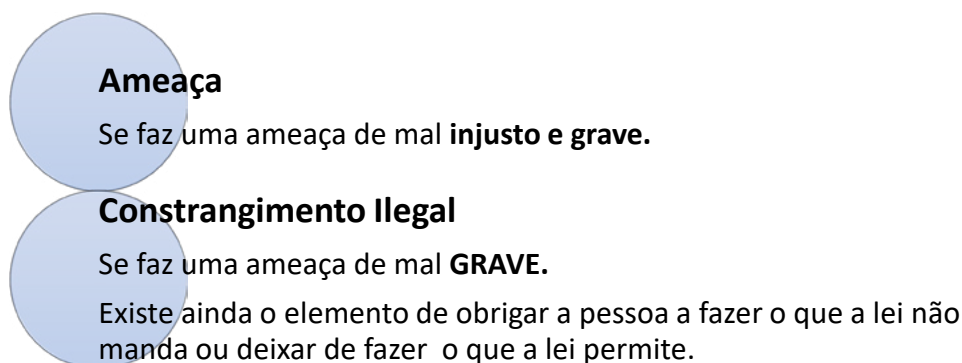 Ameaça
Se faz uma ameaça de mal injusto e grave.
Constrangimento Ilegal
Se faz uma ameaça de mal GRAVE.
Existe ainda o elemento de obrigar a pessoa a fazer o que a lei não
manda ou deixar de fazer o que a lei permite.